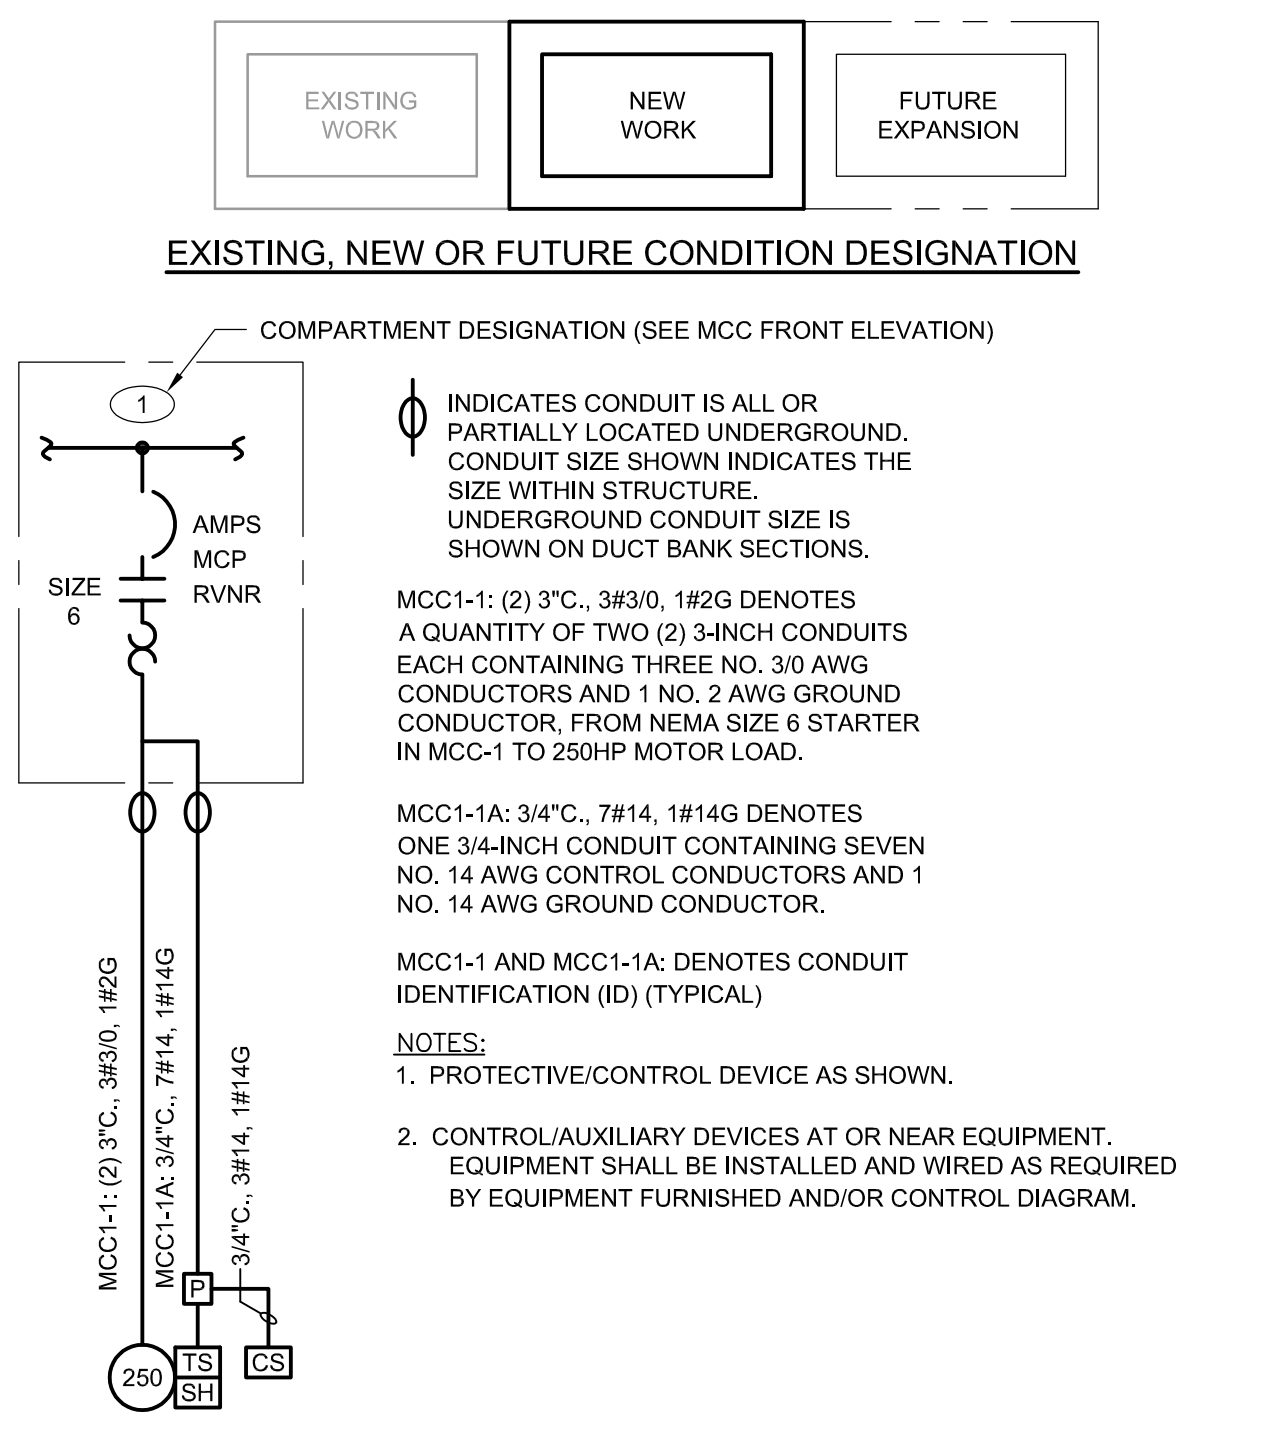 EXISTING
WORK
NEW
WORK
FUTURE
EXPANSION
EXISTING, NEW OR FUTURE CONDITION DESIGNATION
COMPARTMENT DESIGNATION (SEE MCC FRONT ELEVATION)
1
AMPS
MCP
RVNR
SIZE
6
INDICATES CONDUIT IS ALL OR
PARTIALLY LOCATED UNDERGROUND.
CONDUIT SIZE SHOWN INDICATES THE
SIZE WITHIN STRUCTURE.
UNDERGROUND CONDUIT SIZE IS
SHOWN ON DUCT BANK SECTIONS.
MCC1-1: (2) 3"C., 3#3/0, 1#2G DENOTES
A QUANTITY OF TWO (2) 3-INCH CONDUITS
EACH CONTAINING THREE NO. 3/0 AWG
CONDUCTORS AND 1 NO. 2 AWG GROUND
CONDUCTOR, FROM NEMA SIZE 6 STARTER
IN MCC-1 TO 250HP MOTOR LOAD.
MCC1-1A: 3/4"C., 7#14, 1#14G DENOTES
ONE 3/4-INCH CONDUIT CONTAINING SEVEN
NO. 14 AWG CONTROL CONDUCTORS AND 1
NO. 14 AWG GROUND CONDUCTOR.
MCC1-1 AND MCC1-1A: DENOTES CONDUIT
IDENTIFICATION (ID) (TYPICAL)
NOTES:
1. PROTECTIVE/CONTROL DEVICE AS SHOWN.
2. CONTROL/AUXILIARY DEVICES AT OR NEAR EQUIPMENT.
EQUIPMENT SHALL BE INSTALLED AND WIRED AS REQUIRED
BY EQUIPMENT FURNISHED AND/OR CONTROL DIAGRAM.
MCC1-1: (2) 3"C., 3#3/0, 1#2G
MCC1-1A: 3/4"C., 7#14, 1#14G
3/4"C., 3#14, 1#14G
P
250
TS
SH
CS